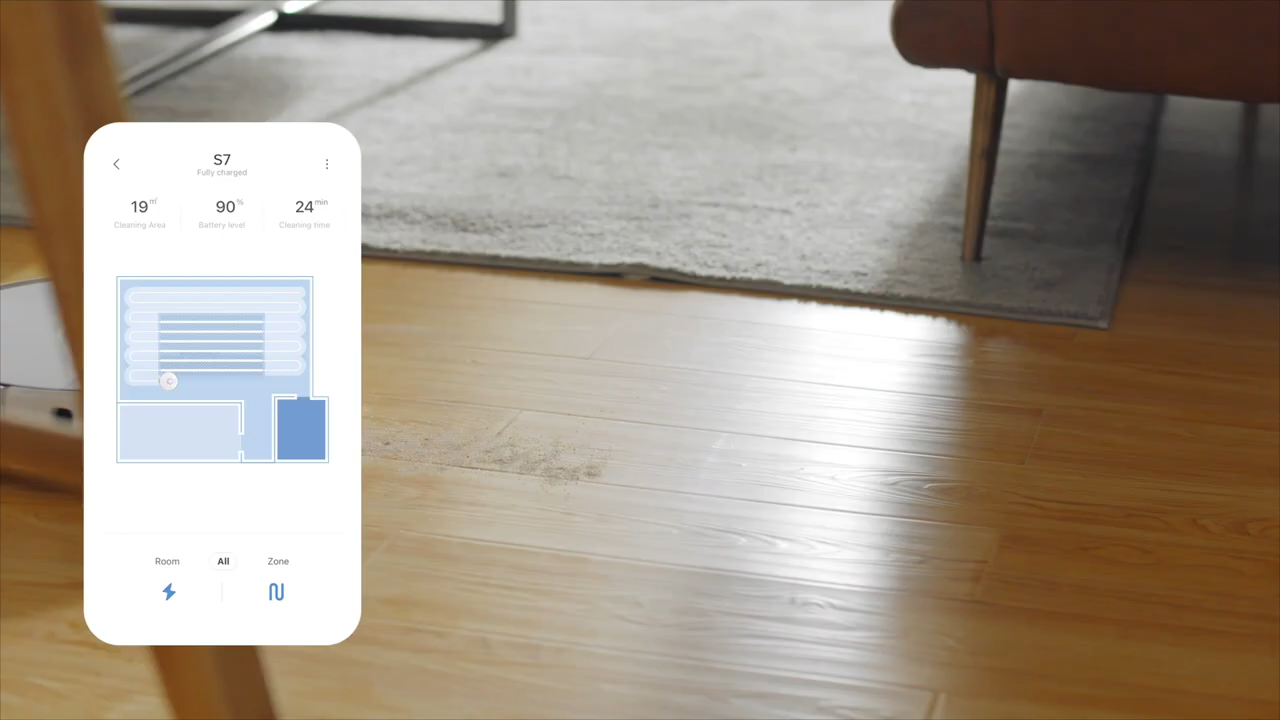 S7
Fully charged
19㎡ 90% 24min
Cleaning Area Battery level Cleaning time
Room All Zone